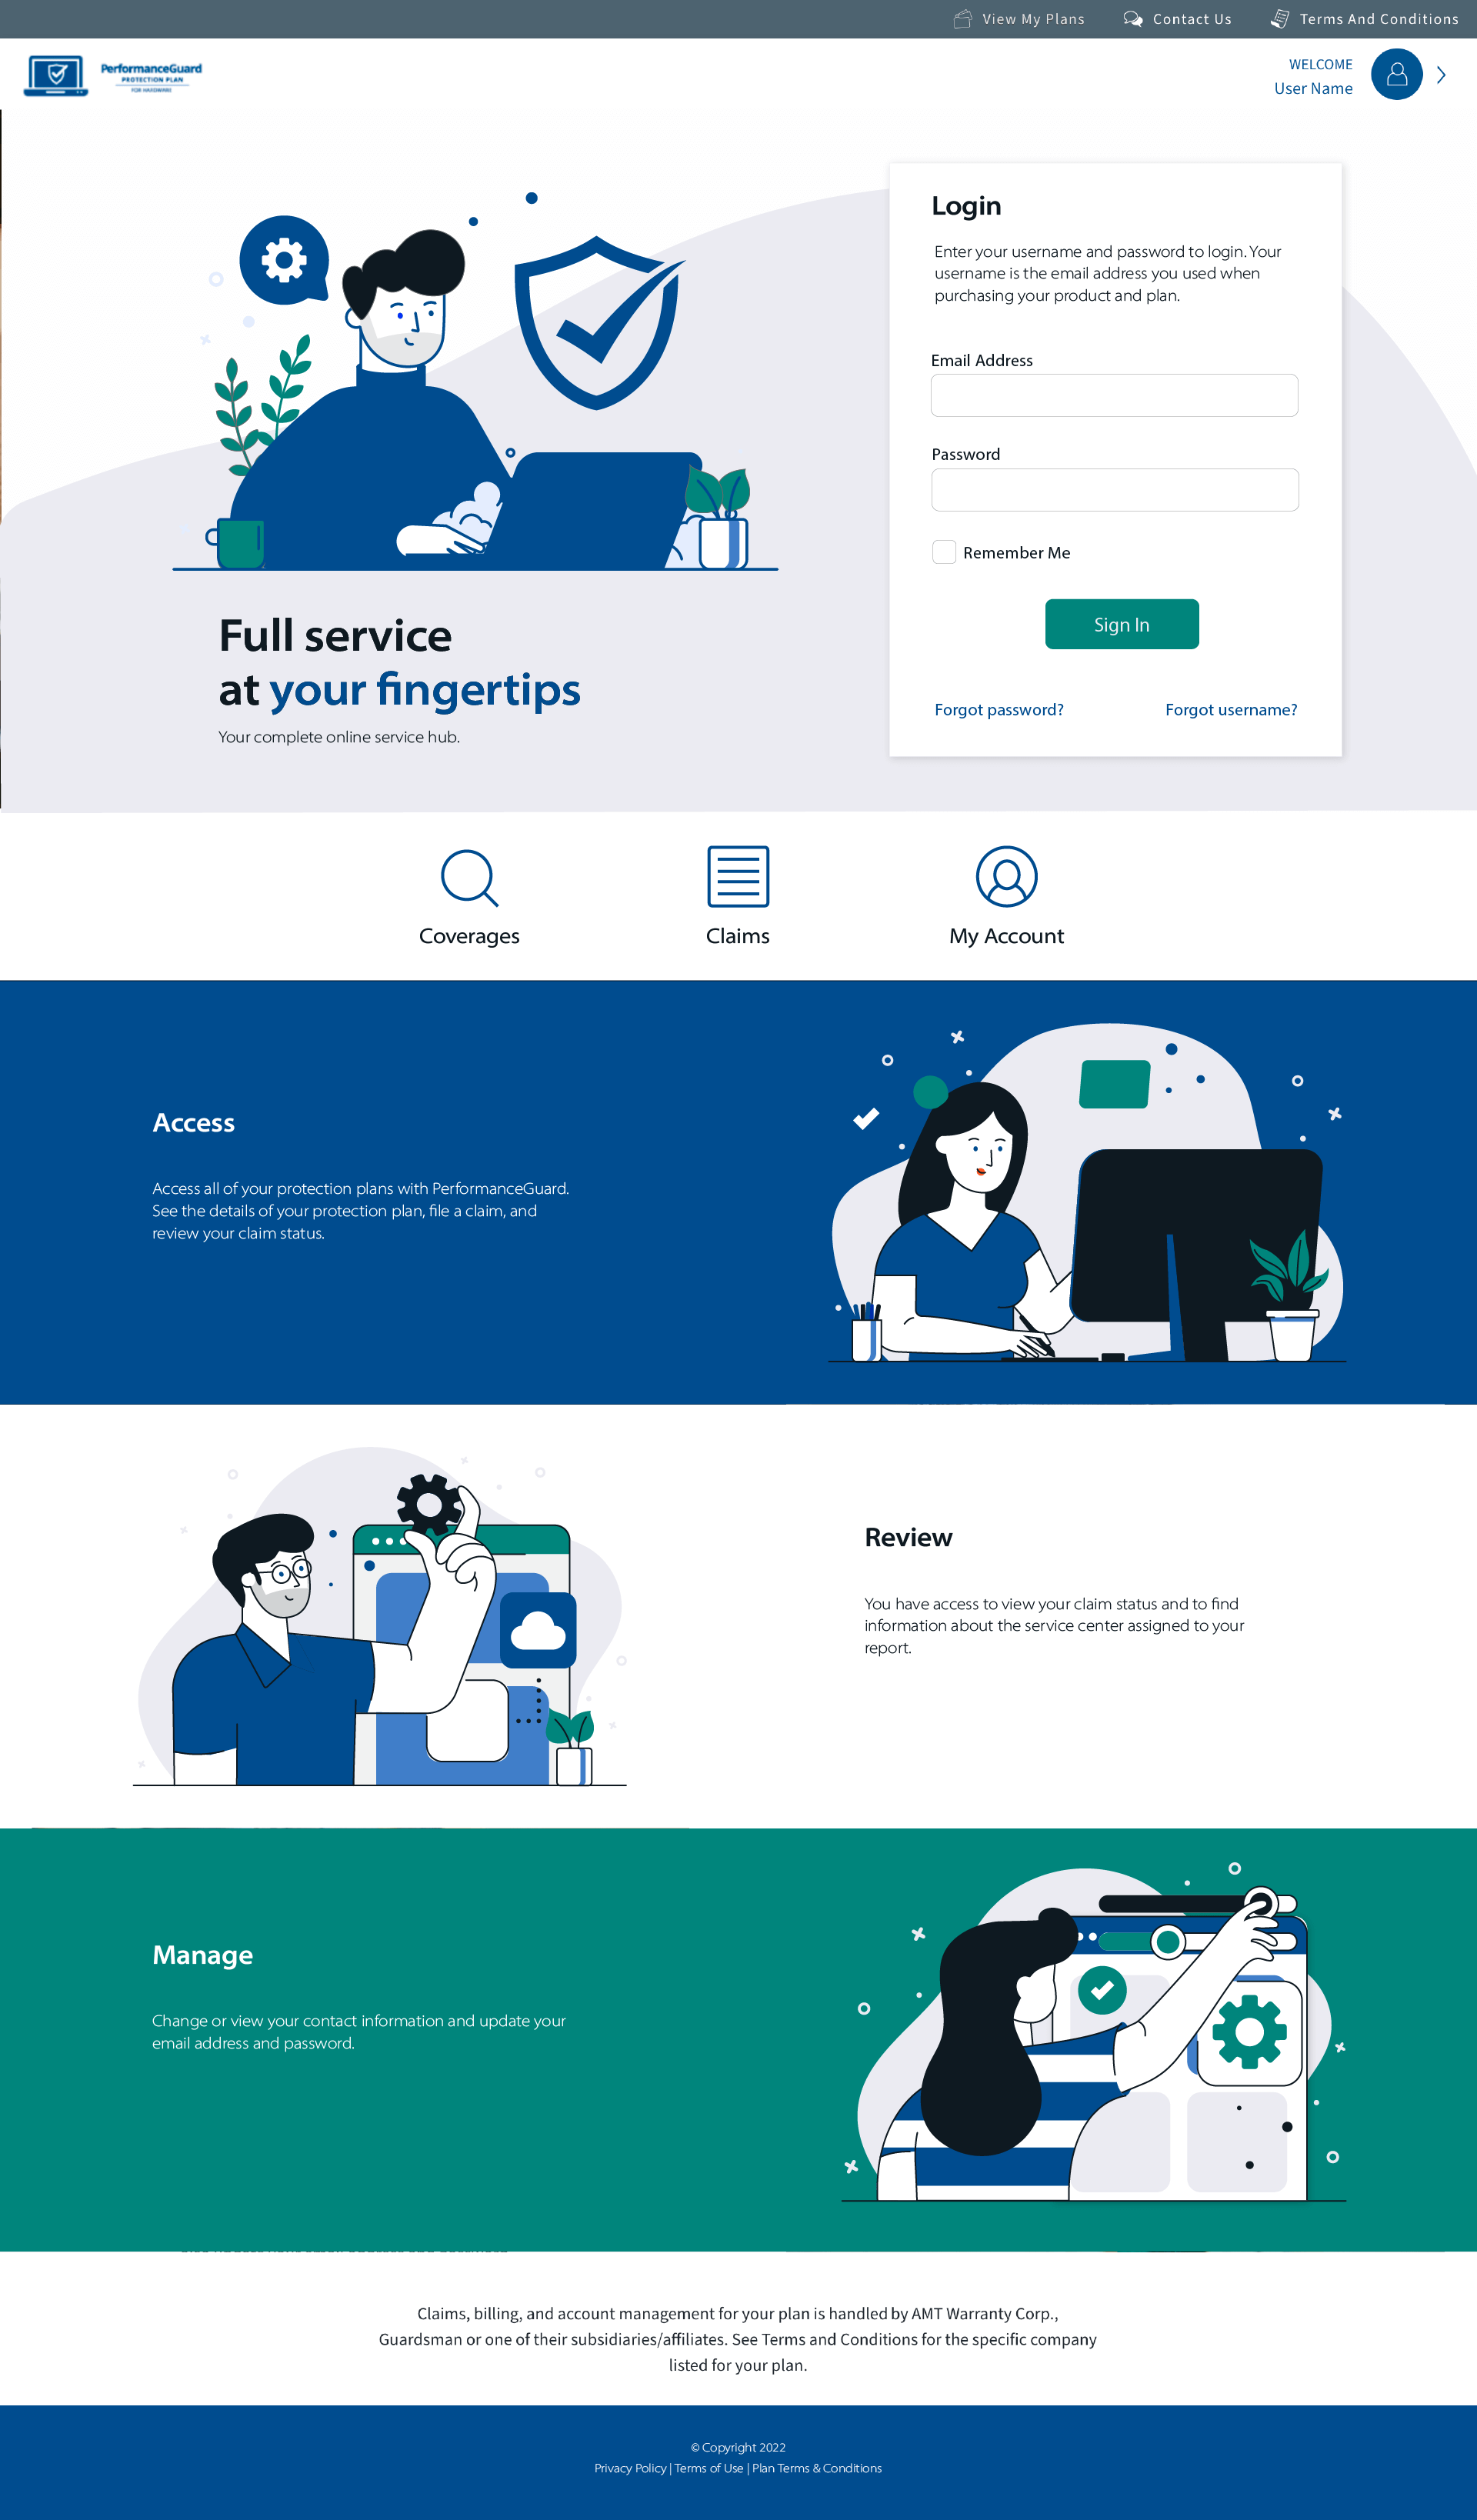 View My Plans
Contact Us
Terms And Conditions
PerformanceGuard
PROTECTION PLAN
FOR HARDWARE
WELCOME
User Name
Login
Enter your username and password to login. Your
username is the email address you used when
purchasing your product and plan.
Email Address
Password
Remember Me
Sign In
Forgot password?
Forgot username?
Full service
at your fingertips
Your complete online service hub.
Coverages
Claims
My Account
Access
Access all of your protection plans with PerformanceGuard.
See the details of your protection plan, file a claim, and
review your claim status.
Review
You have access to view your claim status and to find
information about the service center assigned to your
report.
Manage
Change or view your contact information and update your
email address and password.
Claims, billing, and account management for your plan is handled by AMT Warranty Corp.,
Guardsman or one of their subsidiaries/affiliates. See Terms and Conditions for the specific company
listed for your plan.
© Copyright 2022
Privacy Policy | Terms of Use | Plan Terms & Conditions